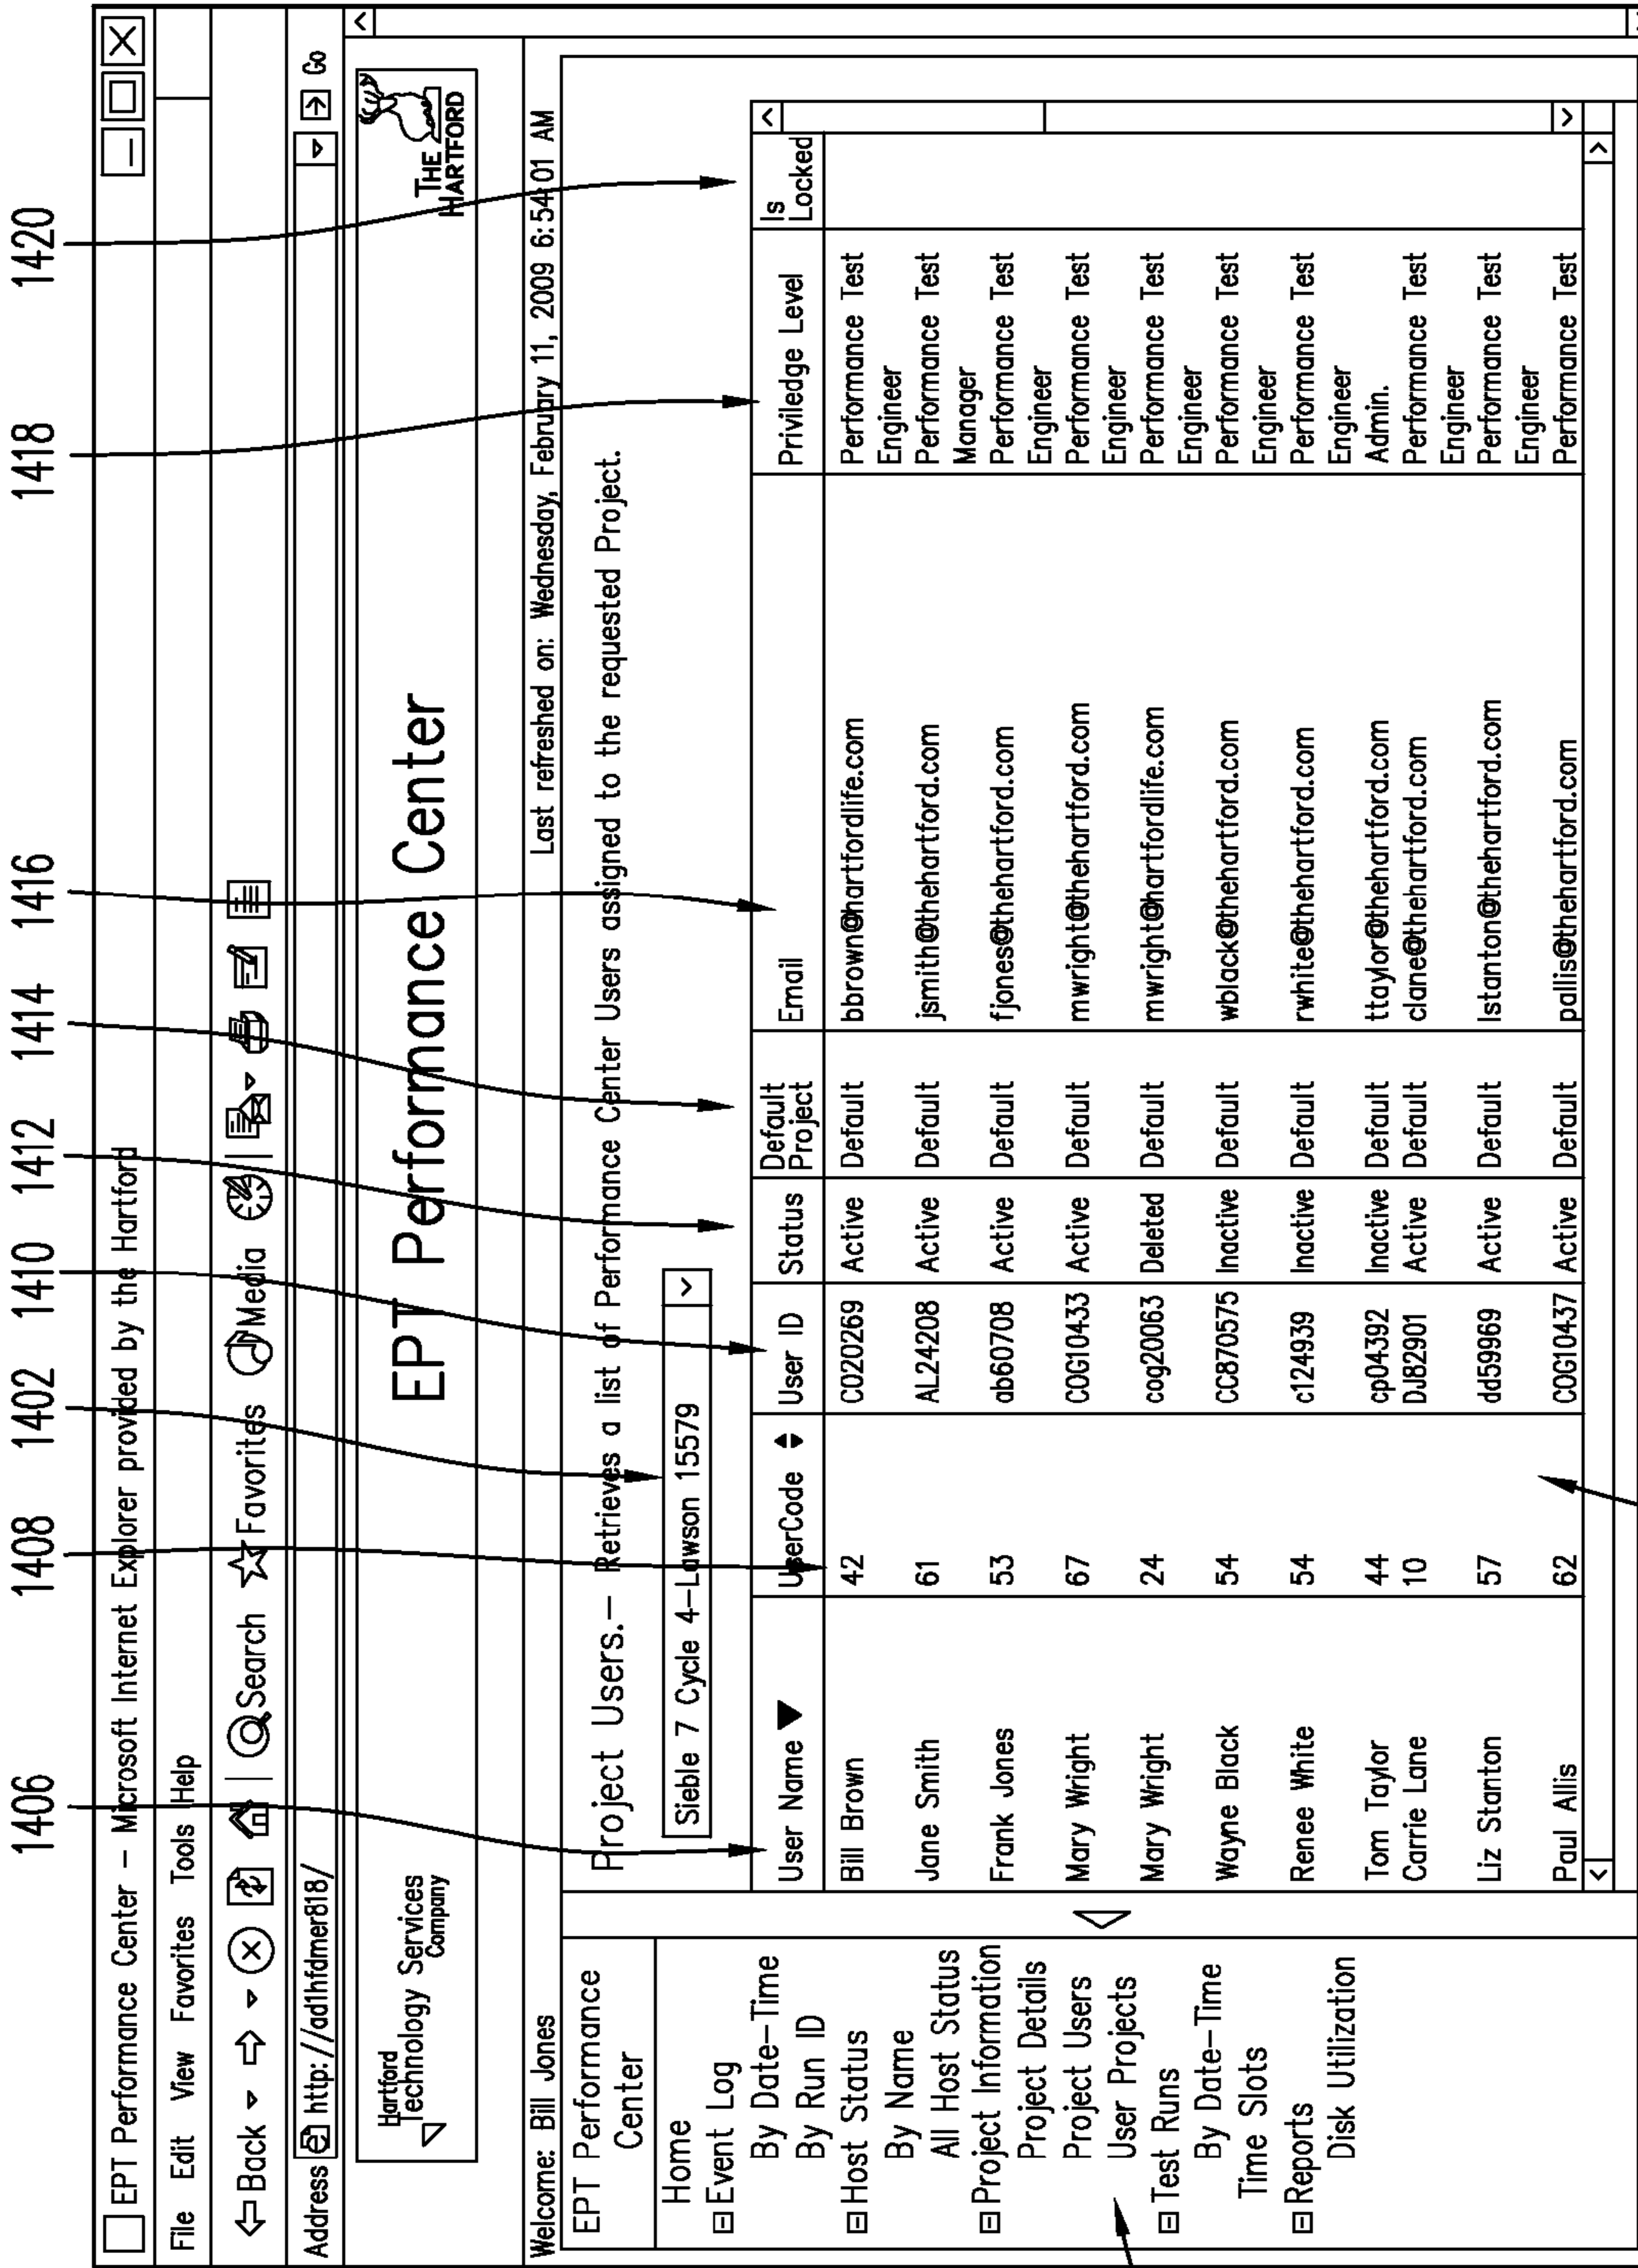 1406 1408 1402 1410 1412 1414 1416 1418 1420
EPT Performance Center – Microsoft Internet Explorer provided by the Hartford
File Edit View Favorites Tools Help
Back Search Favorites Media
Address http://ad1hfdmer818/ Go
Hartford
Technology Services
Company
EPT Performance Center
THE
HARTFORD
Welcome: Bill Jones Last refreshed on: Wednesday, February 11, 2009 6:54:01 AM
EPT Performance
Center
Home
Event Log
By Date–Time
By Run ID
Host Status
By Name
All Host Status
Project Information
Project Details
Project Users
User Projects
Test Runs
By Date–Time
Time Slots
Reports
Disk Utilization
Project Users.– Retrieves a list of Performance Center Users assigned to the requested Project.
Sieble 7 Cycle 4–Lawson 15579
User Name UserCode User ID Status Default Project Email Priviledge Level Is Locked
Bill Brown 42 C020269 Active Default bbrown@hartfordlife.com Performance Test Engineer
Jane Smith 61 AL24208 Active Default jsmith@thehartford.com Performance Test Manager
Frank Jones 53 ab60708 Active Default fjones@thehartford.com Performance Test Engineer
Mary Wright 67 COG10433 Active Default mwright@thehartford.com Performance Test Engineer
Mary Wright 24 cog20063 Deleted Default mwright@hartfordlife.com Performance Test Engineer
Wayne Black 54 CC870575 Inactive Default wblack@thehartford.com Performance Test Engineer
Renee White 54 c124939 Inactive Default rwhite@thehartford.com Performance Test Engineer
Tom Taylor 44 cp04392 Inactive Default ttaylor@thehartford.com Admin.
Carrie Lane 10 DJ82901 Active Default clane@thehartford.com Performance Test Engineer
Liz Stanton 57 dd59969 Active Default lstanton@thehartford.com Performance Test Engineer
Paul Allis 62 COG10437 Active Default pallis@thehartford.com Performance Test